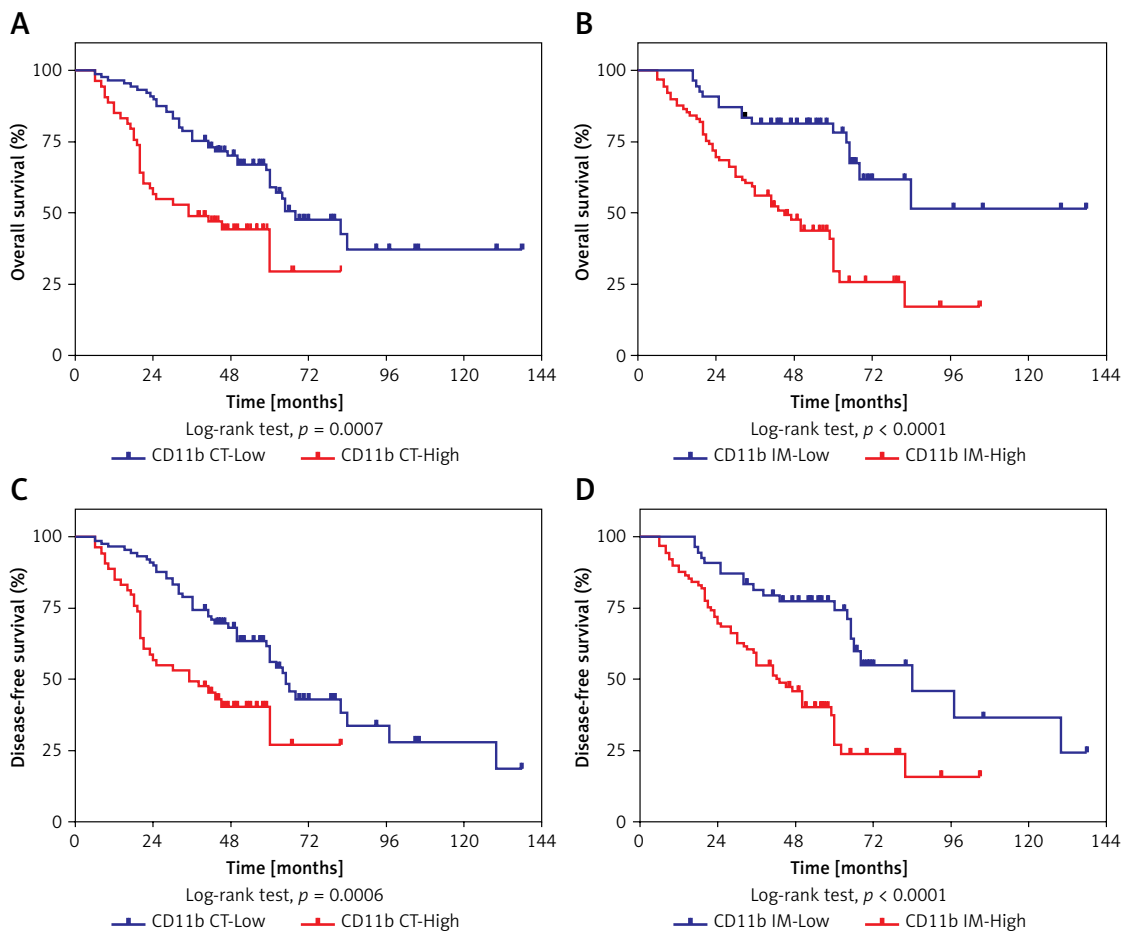 A
Overall survival (%)
100
75
50
25
0
0 24 48 72 96 120 144
Time [months]
Log-rank test, p = 0.0007
CD11b CT-Low CD11b CT-High
B
Overall survival (%)
100
75
50
25
0
0 24 48 72 96 120 144
Time [months]
Log-rank test, p < 0.0001
CD11b IM-Low CD11b IM-High
C
Disease-free survival (%)
100
75
50
25
0
0 24 48 72 96 120 144
Time [months]
Log-rank test, p = 0.0006
CD11b CT-Low CD11b CT-High
D
Disease-free survival (%)
100
75
50
25
0
0 24 48 72 96 120 144
Time [months]
Log-rank test, p < 0.0001
CD11b IM-Low CD11b IM-High